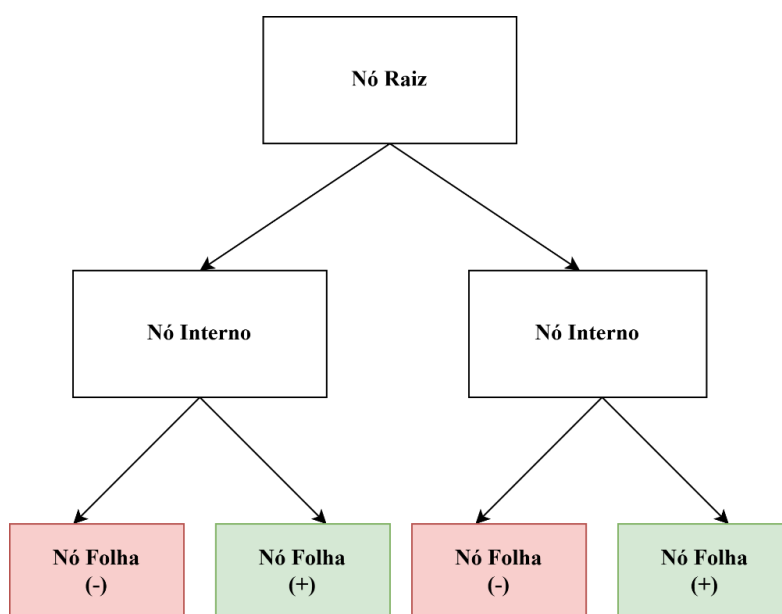 Nó Raiz
Nó Interno
Nó Interno
Nó Folha
(-)
Nó Folha
(+)
Nó Folha
(-)
Nó Folha
(+)